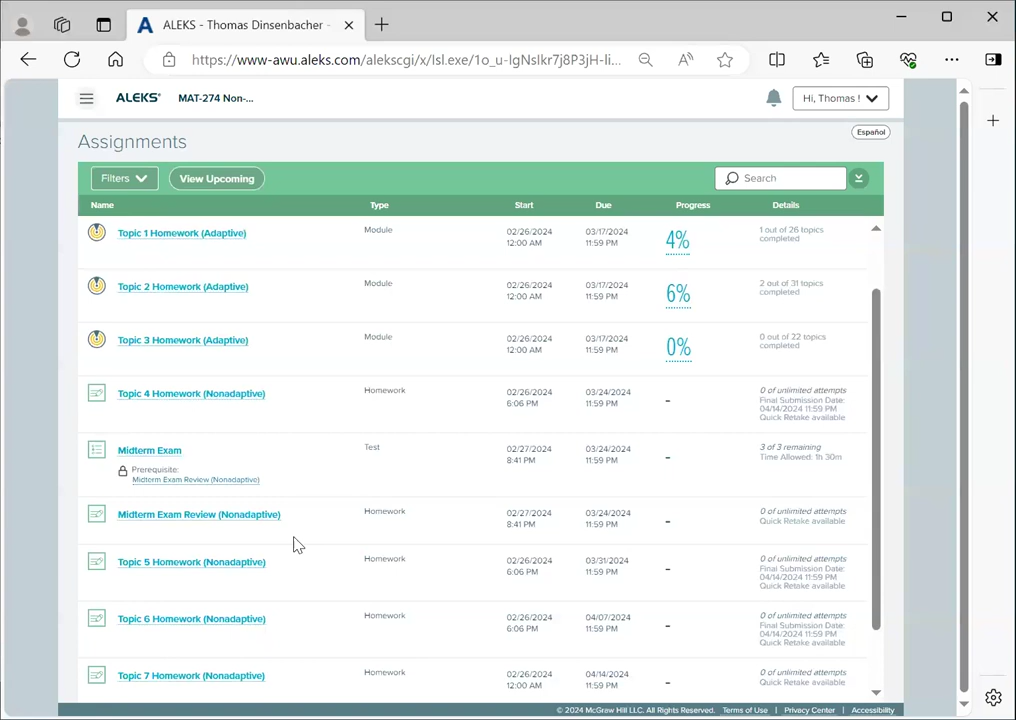 ALEKS - Thomas Dinsenbacher -
https://www-awu.aleks.com/alekscgi/x/Isl.exe/1o_u-IgNsIkr7j8P3jH-Ii...
ALEKS® MAT-274 Non-... Hi, Thomas !
Assignments Español
Filters View Upcoming Search
Name Type Start Due Progress Details
Topic 1 Homework (Adaptive) Module 02/26/2024 03/17/2024 4% 1 out of 26 topics
12:00 AM 11:59 PM completed
Topic 2 Homework (Adaptive) Module 02/26/2024 03/17/2024 6% 2 out of 31 topics
12:00 AM 11:59 PM completed
Topic 3 Homework (Adaptive) Module 02/26/2024 03/17/2024 0% 0 out of 22 topics
12:00 AM 11:59 PM completed
Topic 4 Homework (Nonadaptive) Homework 02/26/2024 03/24/2024 - 0 of unlimited attempts
6:06 PM 11:59 PM Final Submission Date:
04/14/2024 11:59 PM
Quick Retake available
Midterm Exam Test 02/27/2024 03/24/2024 - 3 of 3 remaining
8:41 PM 11:59 PM Time Allowed: 1h 30m
Prerequisite:
Midterm Exam Review (Nonadaptive)
Midterm Exam Review (Nonadaptive) Homework 02/27/2024 03/24/2024 - 0 of unlimited attempts
8:41 PM 11:59 PM Quick Retake available
Topic 5 Homework (Nonadaptive) Homework 02/26/2024 03/31/2024 - 0 of unlimited attempts
6:06 PM 11:59 PM Final Submission Date:
04/14/2024 11:59 PM
Quick Retake available
Topic 6 Homework (Nonadaptive) Homework 02/26/2024 04/07/2024 - 0 of unlimited attempts
6:06 PM 11:59 PM Final Submission Date:
04/14/2024 11:59 PM
Quick Retake available
Topic 7 Homework (Nonadaptive) Homework 02/26/2024 04/14/2024 - 0 of unlimited attempts
12:00 AM 11:59 PM Quick Retake available
© 2024 McGraw Hill LLC. All Rights Reserved. Terms of Use | Privacy Center | Accessibility